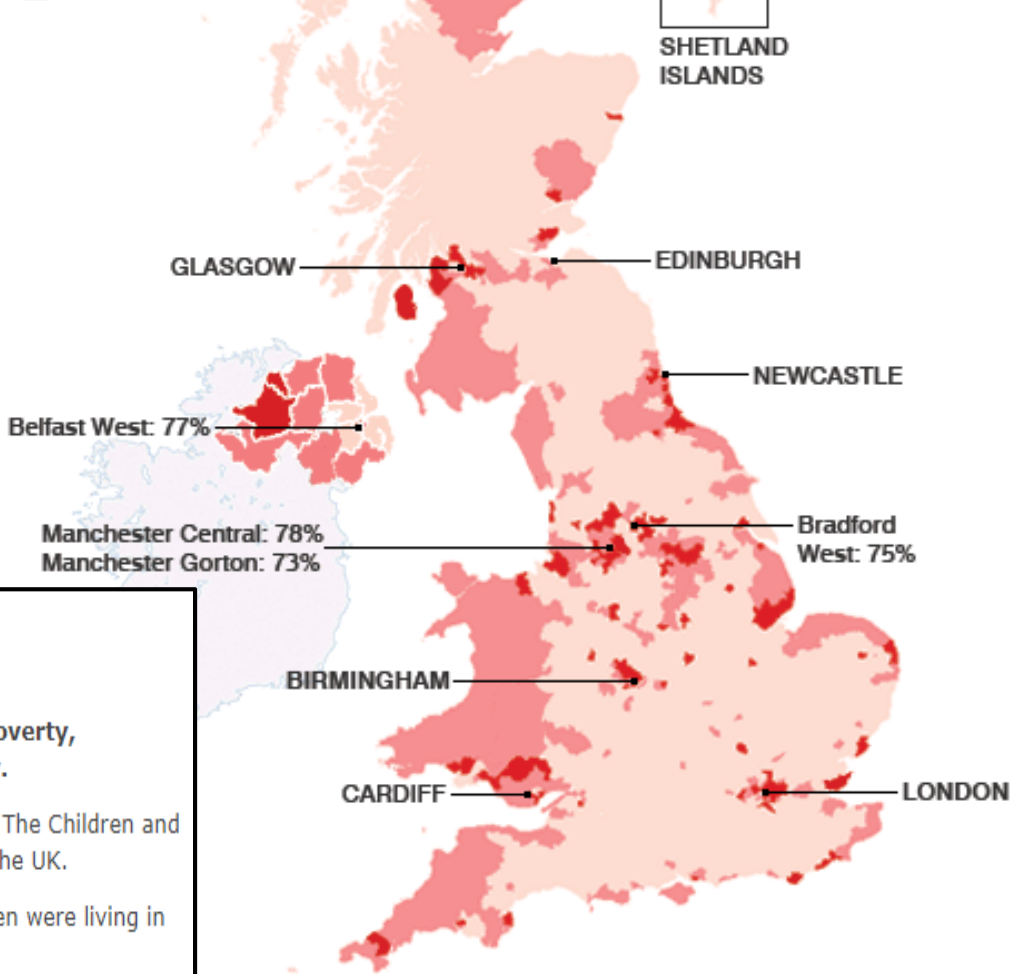 SHETLAND
ISLANDS
GLASGOW
EDINBURGH
NEWCASTLE
Belfast West: 77%
Manchester Central: 78%
Manchester Gorton: 73%
Bradford
West: 75%
BIRMINGHAM
CARDIFF
LONDON
overty,
.
The Children and
he UK.
en were living in